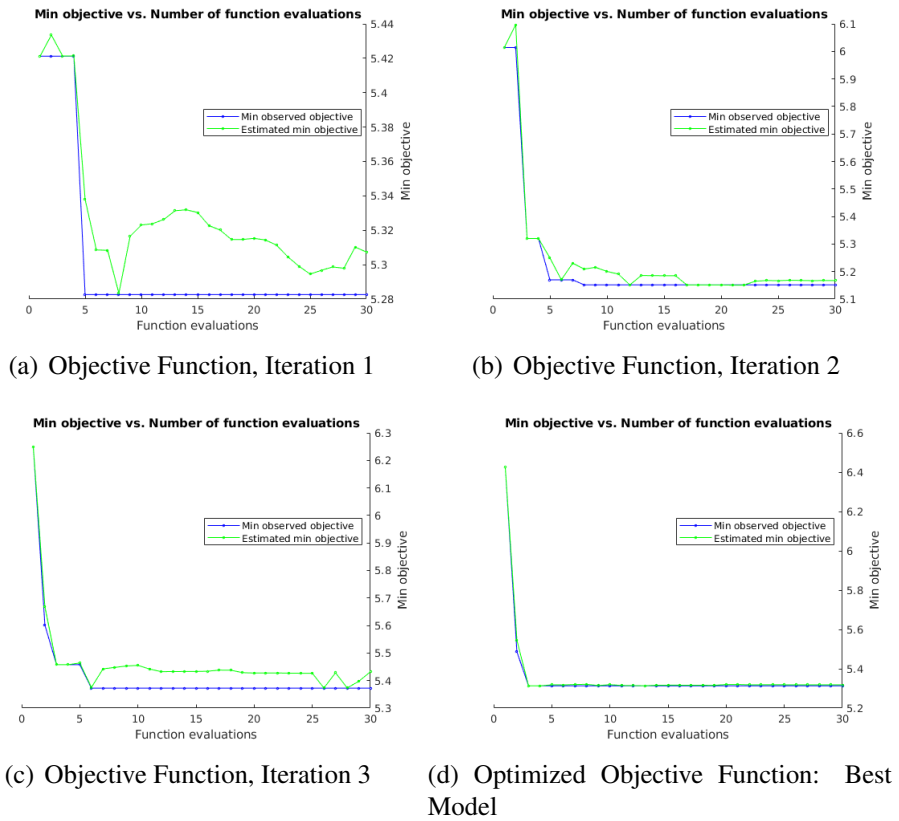 Min objective vs. Number of function evaluations
5.44
5.42
5.4
5.38
5.36
5.34
5.32
5.3
5.28
Min objective
Min observed objective
Estimated min objective
0 5 10 15 20 25 30
Function evaluations
(a) Objective Function, Iteration 1
Min objective vs. Number of function evaluations
6.1
6
5.9
5.8
5.7
5.6
5.5
5.4
5.3
5.2
5.1
Min objective
Min observed objective
Estimated min objective
0 5 10 15 20 25 30
Function evaluations
(b) Objective Function, Iteration 2
Min objective vs. Number of function evaluations
6.3
6.2
6.1
6
5.9
5.8
5.7
5.6
5.5
5.4
5.3
Min objective
Min observed objective
Estimated min objective
0 5 10 15 20 25 30
Function evaluations
(c) Objective Function, Iteration 3
Min objective vs. Number of function evaluations
6.6
6.4
6.2
6
5.8
5.6
5.4
5.2
Min objective
Min observed objective
Estimated min objective
0 5 10 15 20 25 30
Function evaluations
(d) Optimized Objective Function: Best
Model